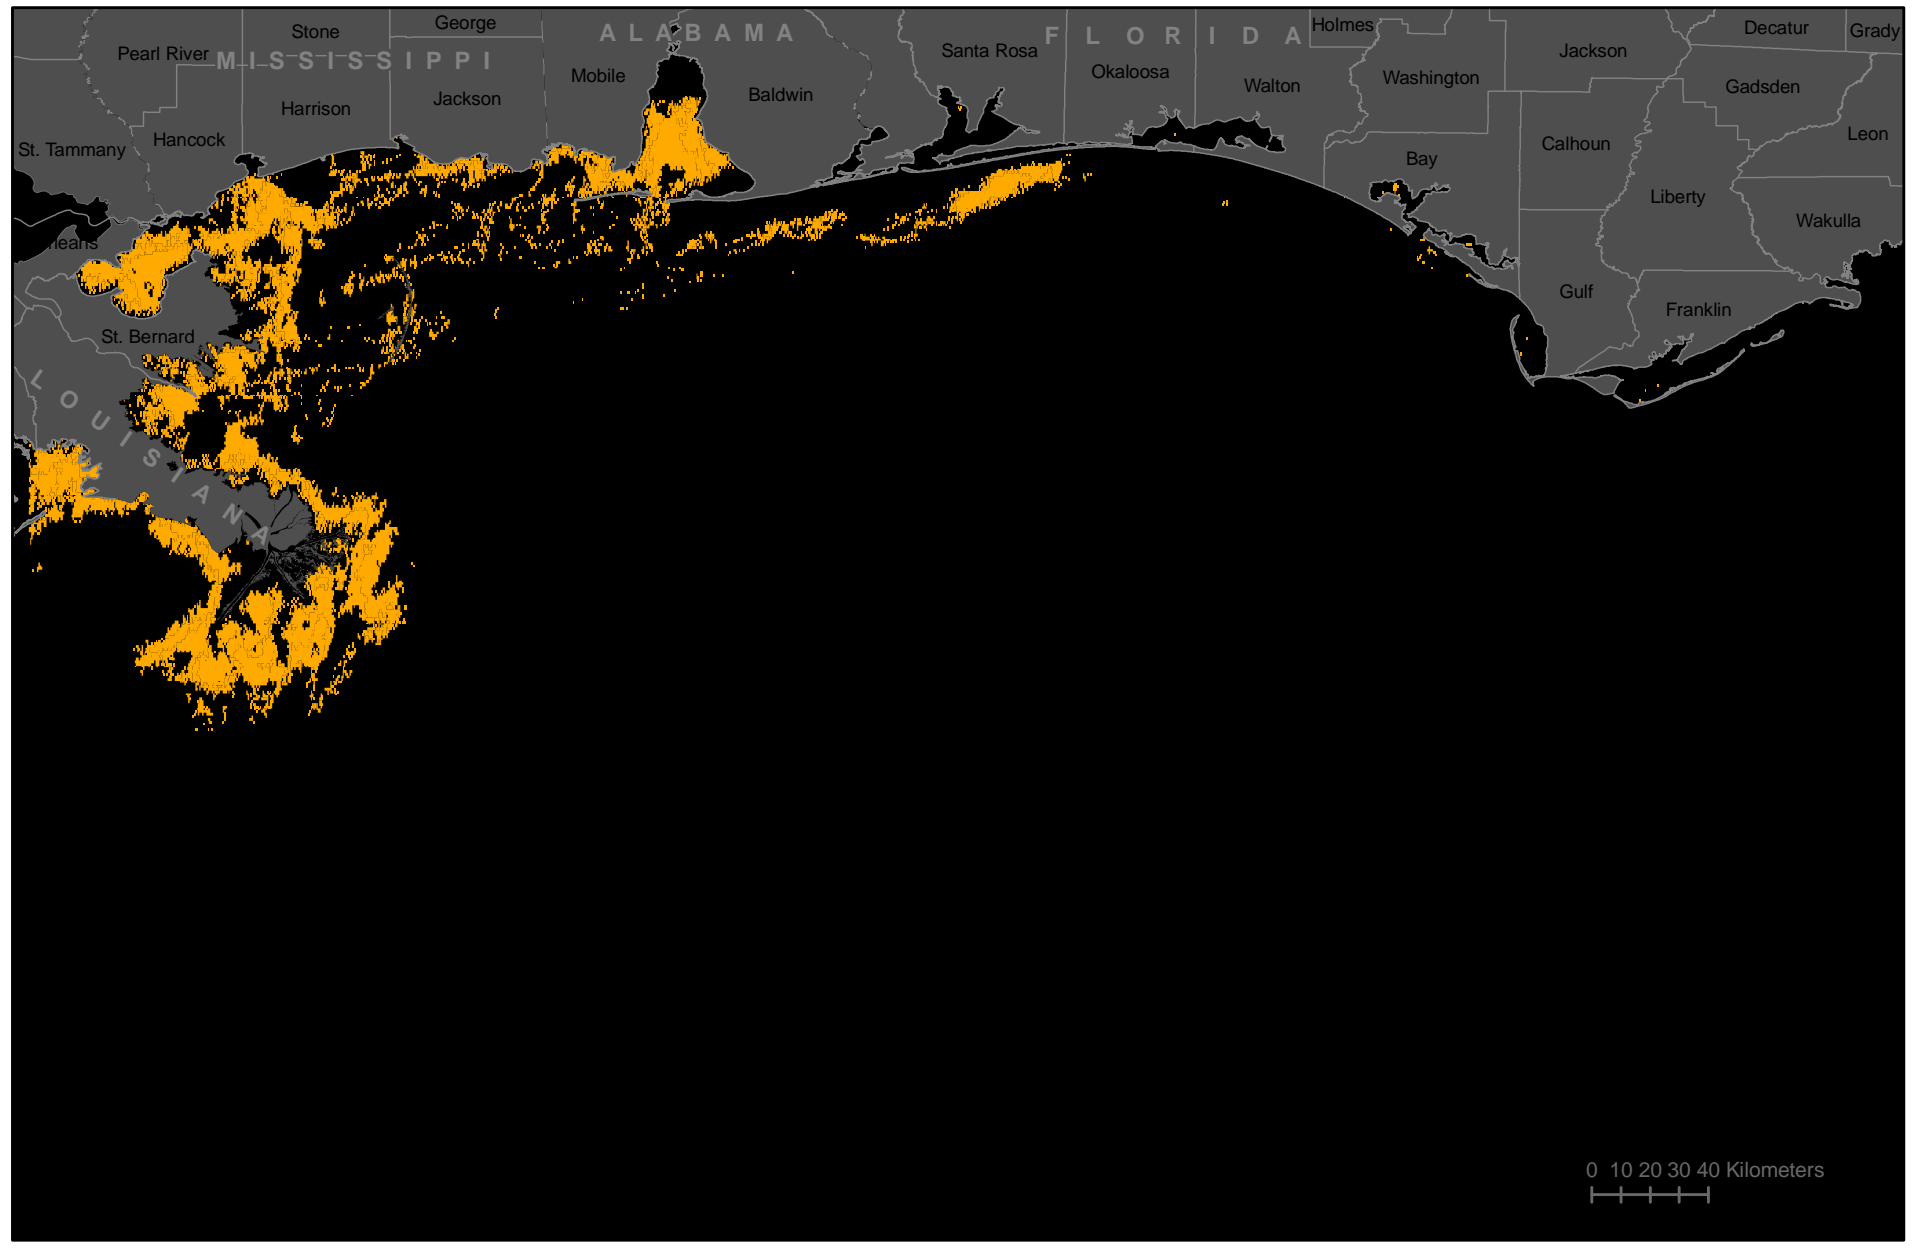 Stone
George
ALABAMA
Santa Rosa
FLORIDA
Holmes
Jackson
Decatur
Grady
Pearl River
MISSISSIPPI
Mobile
Okaloosa
Walton
Washington
Gadsden
Harrison
Jackson
Baldwin
Hancock
St. Tammany
Calhoun
Leon
Bay
Liberty
Wakulla
leans
Gulf
Franklin
St. Bernard
LOUISIANA
0 10 20 30 40 Kilometers